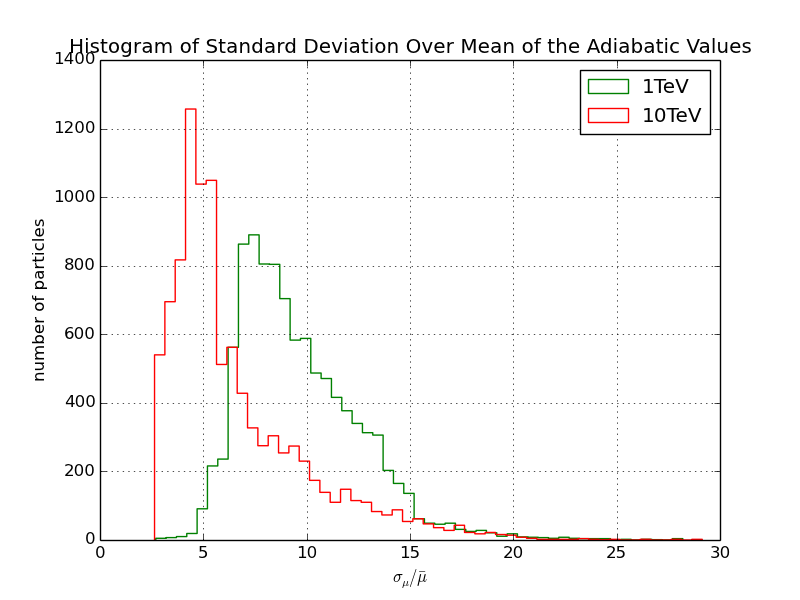 Histogram of Standard Deviation Over Mean of the Adiabatic Values
1400
1200
1000
800
600
400
200
0
number of particles
1TeV
10TeV
0 5 10 15 20 25 30
σ_μ/μ̄